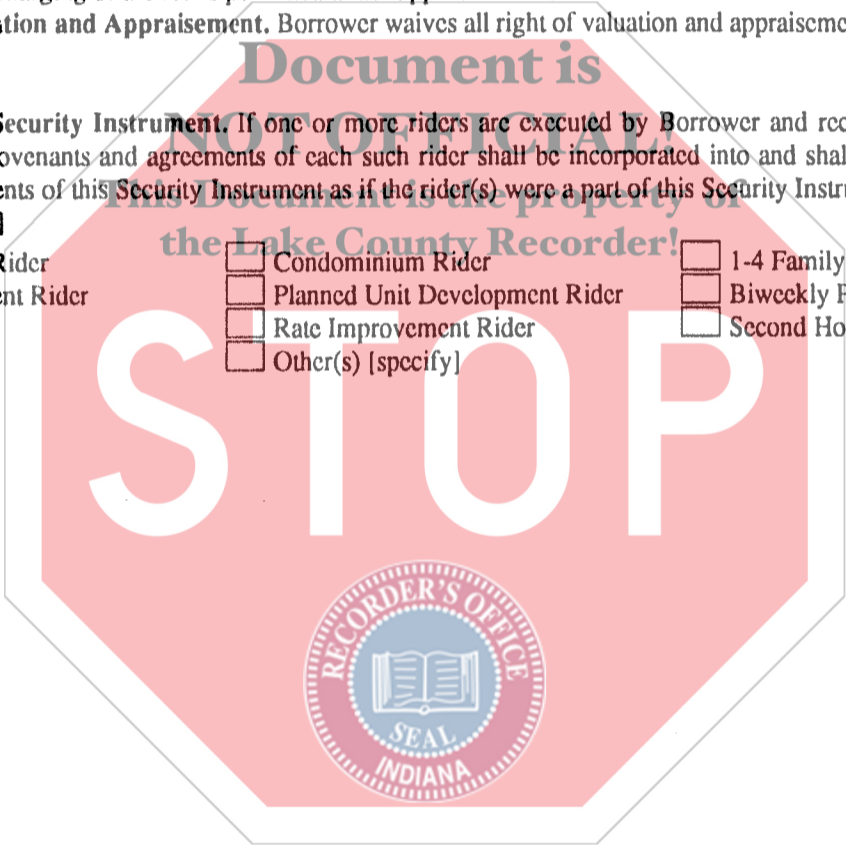 tion and Appraisement. Borrower waives all right of valuation and appraiseme
Document is
NOT OFFICIAL!
Security Instrument. If one or more riders are executed by Borrower and rec
ovenants and agreements of each such rider shall be incorporated into and shal
ents of this Security Instrument as if the rider(s) were a part of this Security Instru
This Document is the property of
the Lake County Recorder!
Rider Condominium Rider 1-4 Family
ent Rider Planned Unit Development Rider Biweekly P
Rate Improvement Rider Second Ho
Other(s) [specify]
STOP
RECORDER'S OFFICE
SEAL
INDIANA